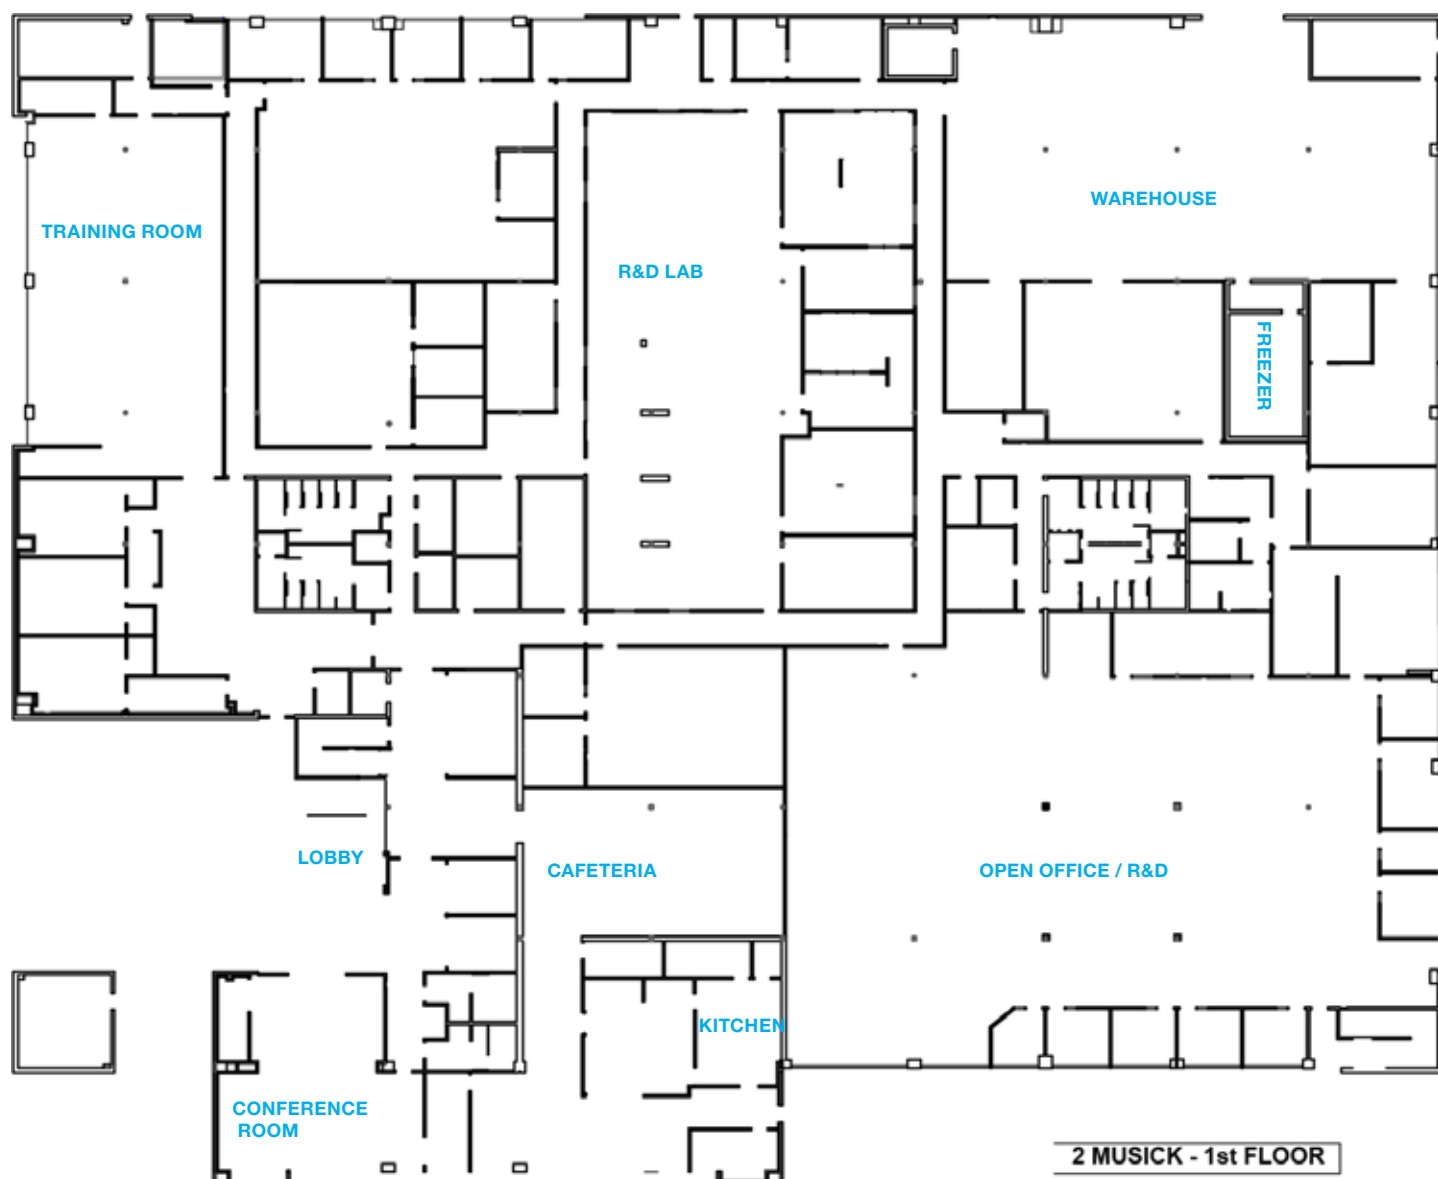 WAREHOUSE
TRAINING ROOM
R&D LAB
FREEZER
LOBBY
CAFETERIA
OPEN OFFICE / R&D
KITCHEN
CONFERENCE
ROOM
2 MUSICK - 1st FLOOR